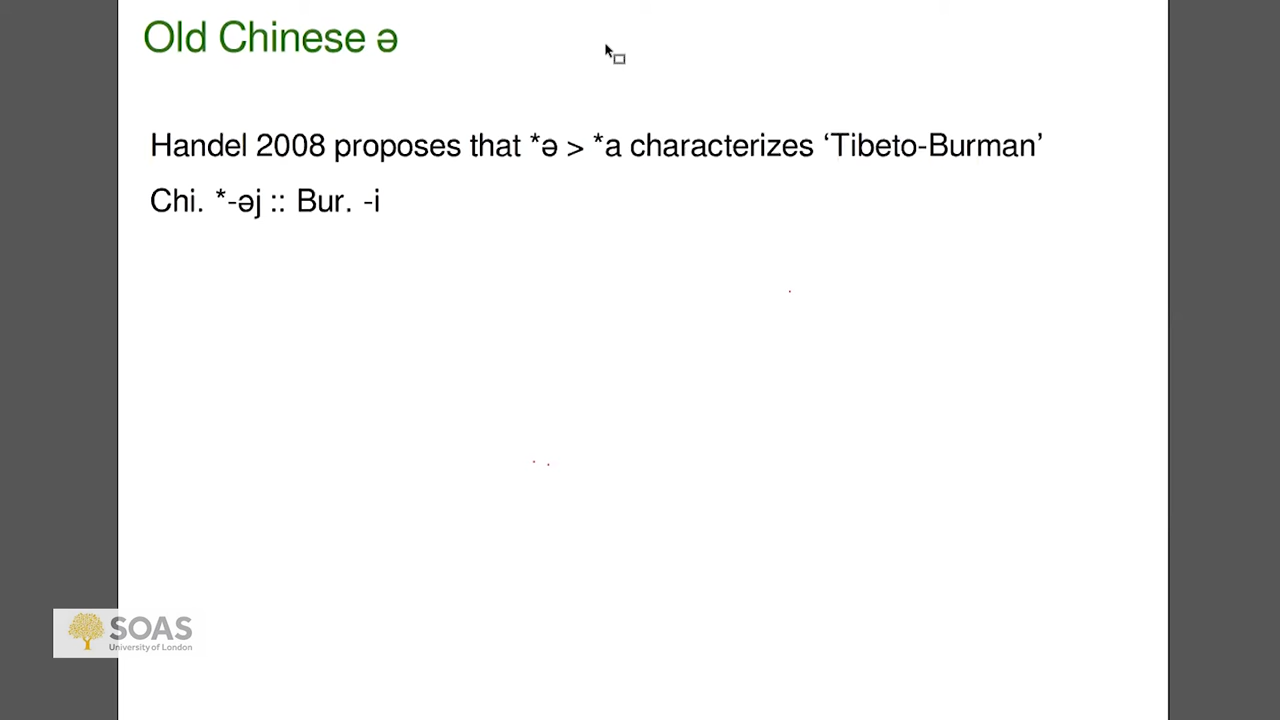 Old Chinese ə
Handel 2008 proposes that *ə > *a characterizes ‘Tibeto-Burman’
Chi. *-əj :: Bur. -i
SOAS
University of London